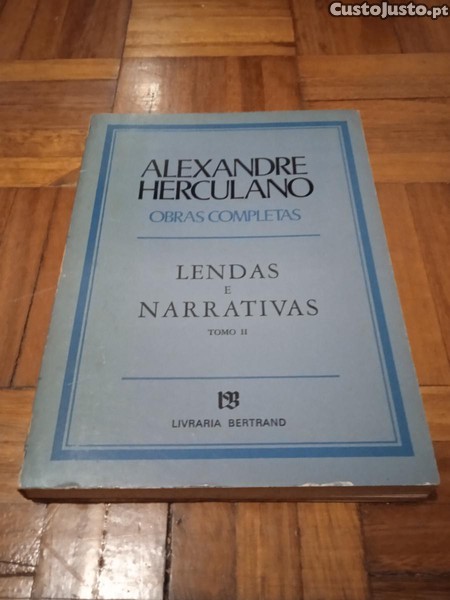 CustoJusto.pt
ALEXANDRE
HERCULANO
OBRAS COMPLETAS
LENDAS
E
NARRATIVAS
TOMO II
LB
LIVRARIA BERTRAND